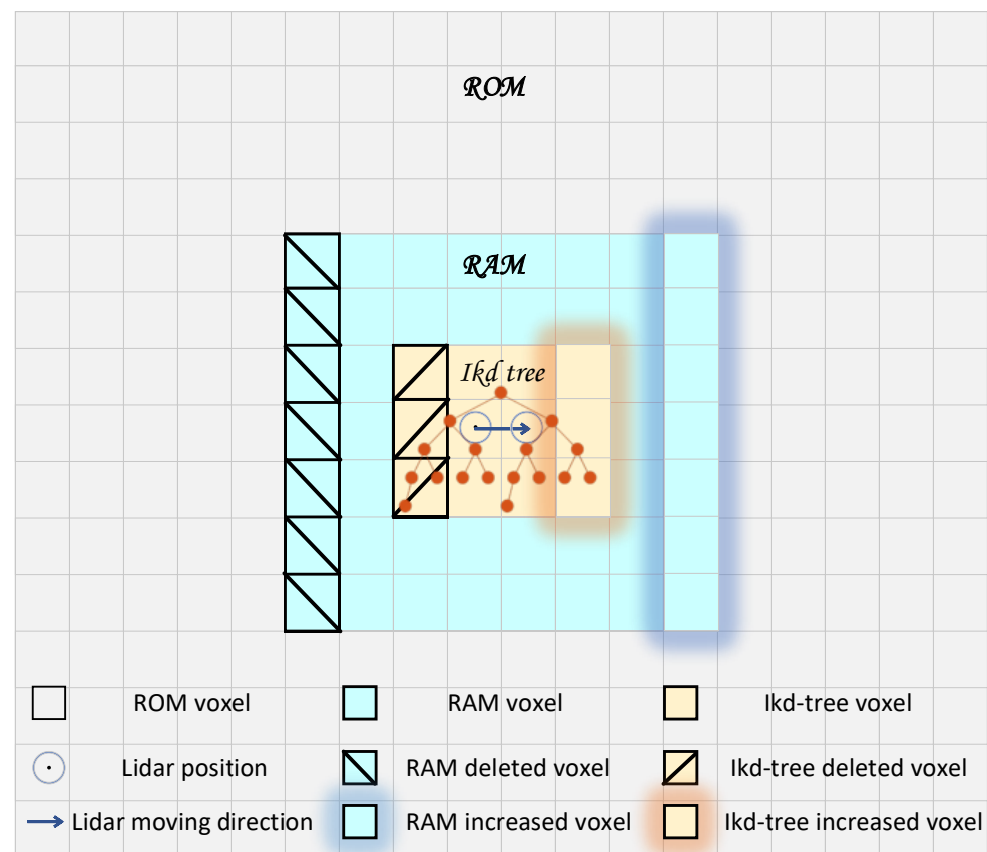 ROM
RAM
Ikd tree
ROM voxel RAM voxel Ikd-tree voxel
Lidar position RAM deleted voxel Ikd-tree deleted voxel
Lidar moving direction RAM increased voxel Ikd-tree increased voxel